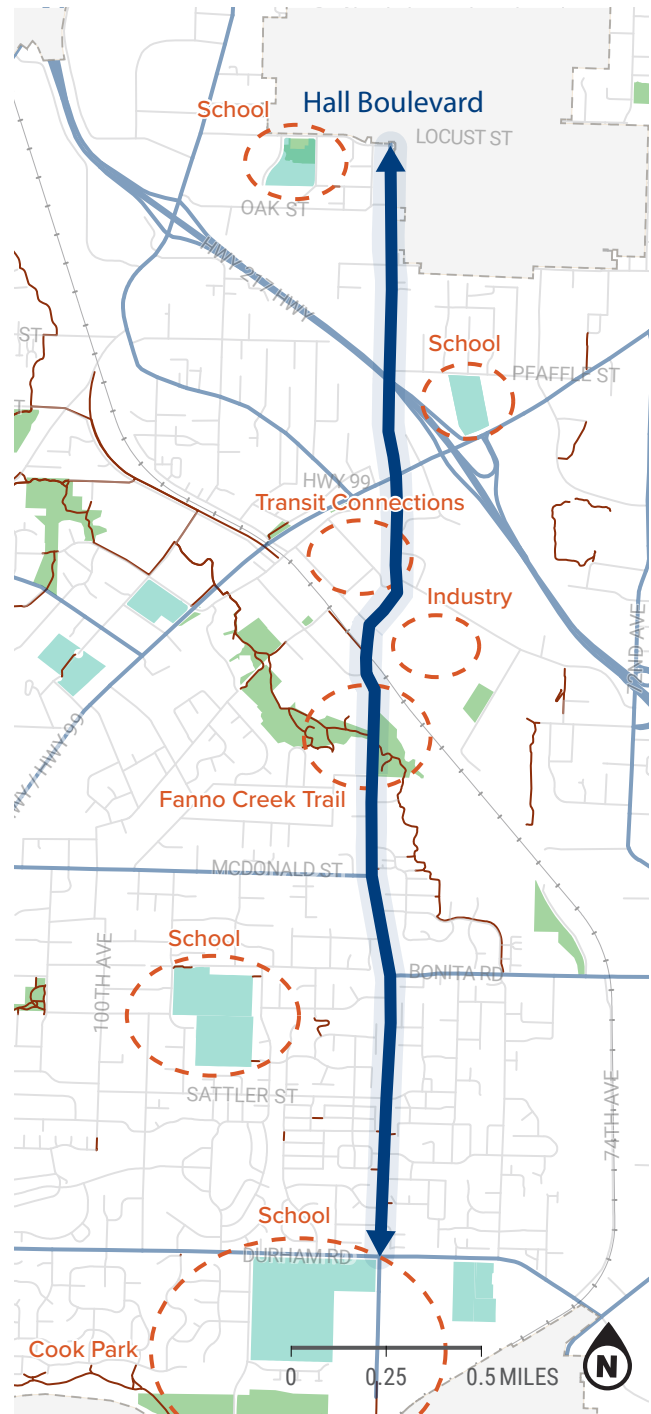 School
Hall Boulevard
LOCUST ST
OAK ST
HWY 217 HWY
ST
School
PFAFFLE ST
T
HWY 99
Transit Connections
Industry
72ND AVE
WY / HWY 99
Fanno Creek Trail
MCDONALD ST
School
100TH AVE
BONITA RD
SATTLER ST
74TH AVE
School
DURHAM RD
Cook Park
0
0.25
0.5 MILES
N